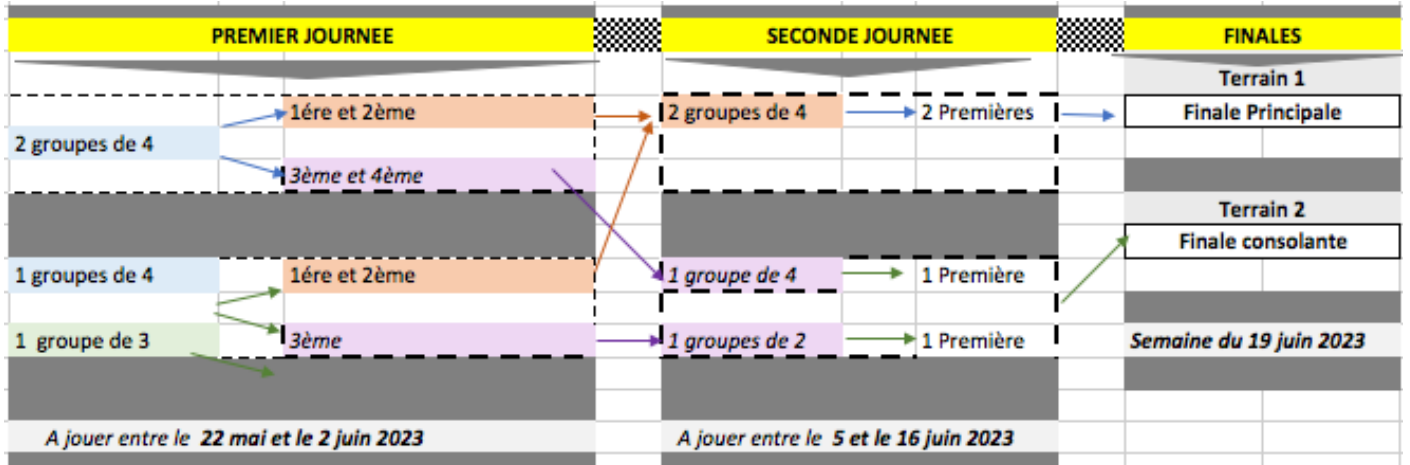 PREMIER JOURNEE
SECONDE JOURNEE
FINALES
Terrain 1
1ére et 2ème
2 groupes de 4
2 Premières
Finale Principale
2 groupes de 4
3ème et 4ème
Terrain 2
Finale consolante
1 groupes de 4
1ére et 2ème
1 groupe de 4
1 Première
1 groupe de 3
3ème
1 groupes de 2
1 Première
Semaine du 19 juin 2023
A jouer entre le 22 mai et le 2 juin 2023
A jouer entre le 5 et le 16 juin 2023